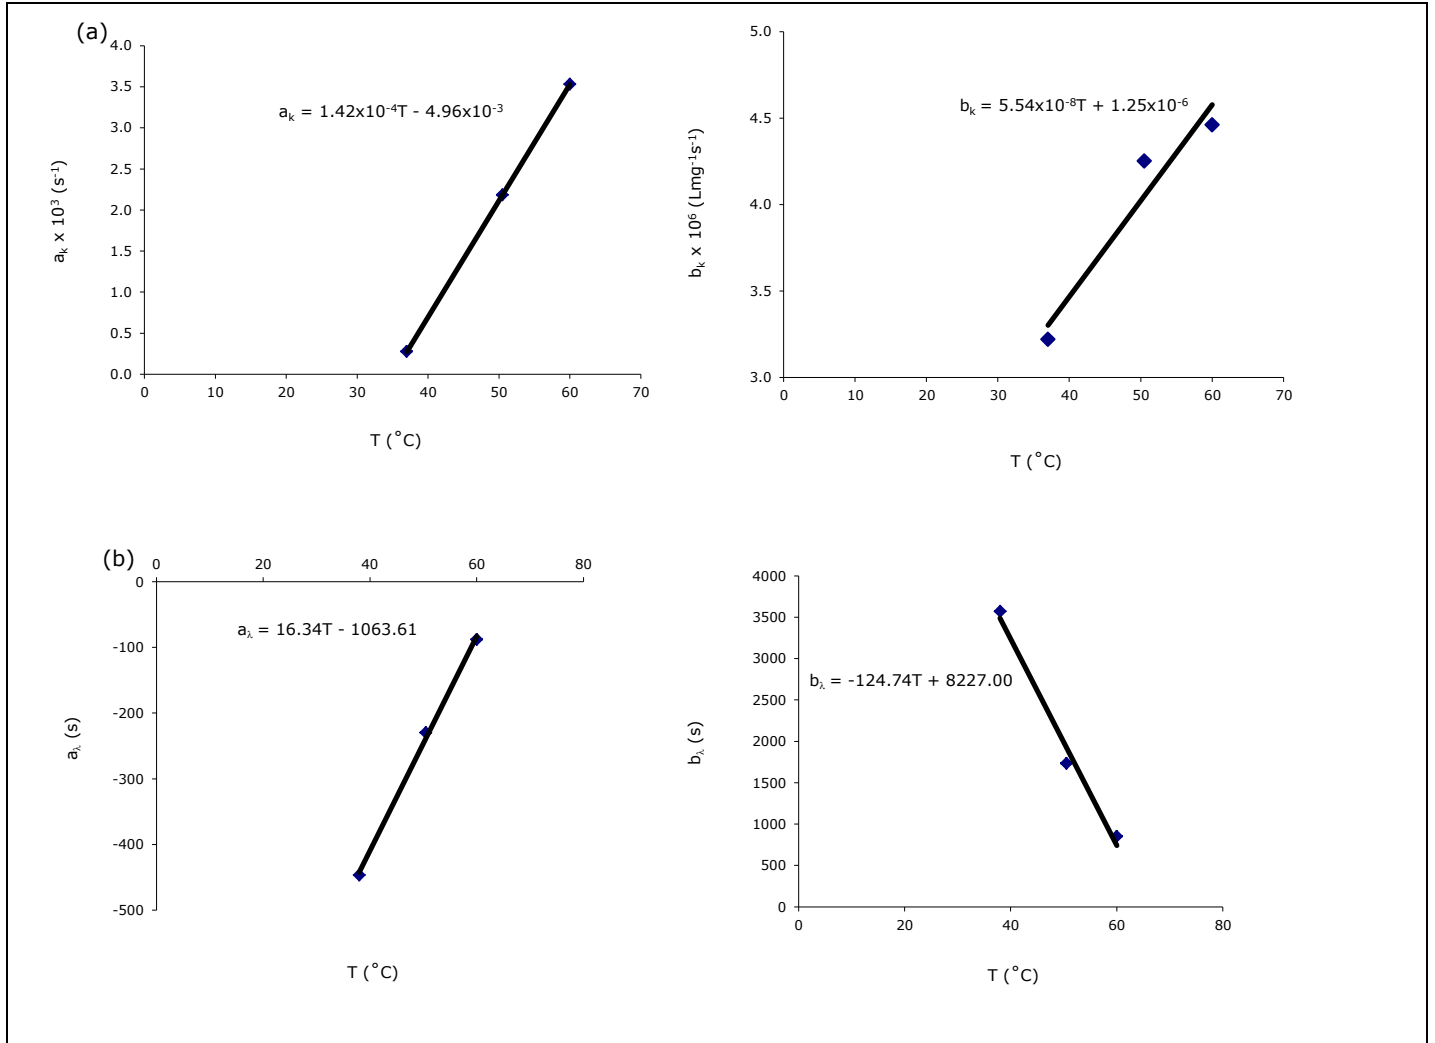 (a)
a_k x 10³ (s⁻¹)
4.0
3.5
3.0
2.5
2.0
1.5
1.0
0.5
0.0
a_k = 1.42x10⁻⁴T - 4.96x10⁻³
0 10 20 30 40 50 60 70
T (˚C)
b_k x 10⁶ (Lmg⁻¹s⁻¹)
5.0
4.5
4.0
3.5
3.0
b_k = 5.54x10⁻⁸T + 1.25x10⁻⁶
0 10 20 30 40 50 60 70
T (˚C)
(b)
0 20 40 60 80
a_λ (s)
0
-100
-200
-300
-400
-500
a_λ = 16.34T - 1063.61
T (˚C)
b_λ (s)
4000
3500
3000
2500
2000
1500
1000
500
0
b_λ = -124.74T + 8227.00
0 20 40 60 80
T (˚C)